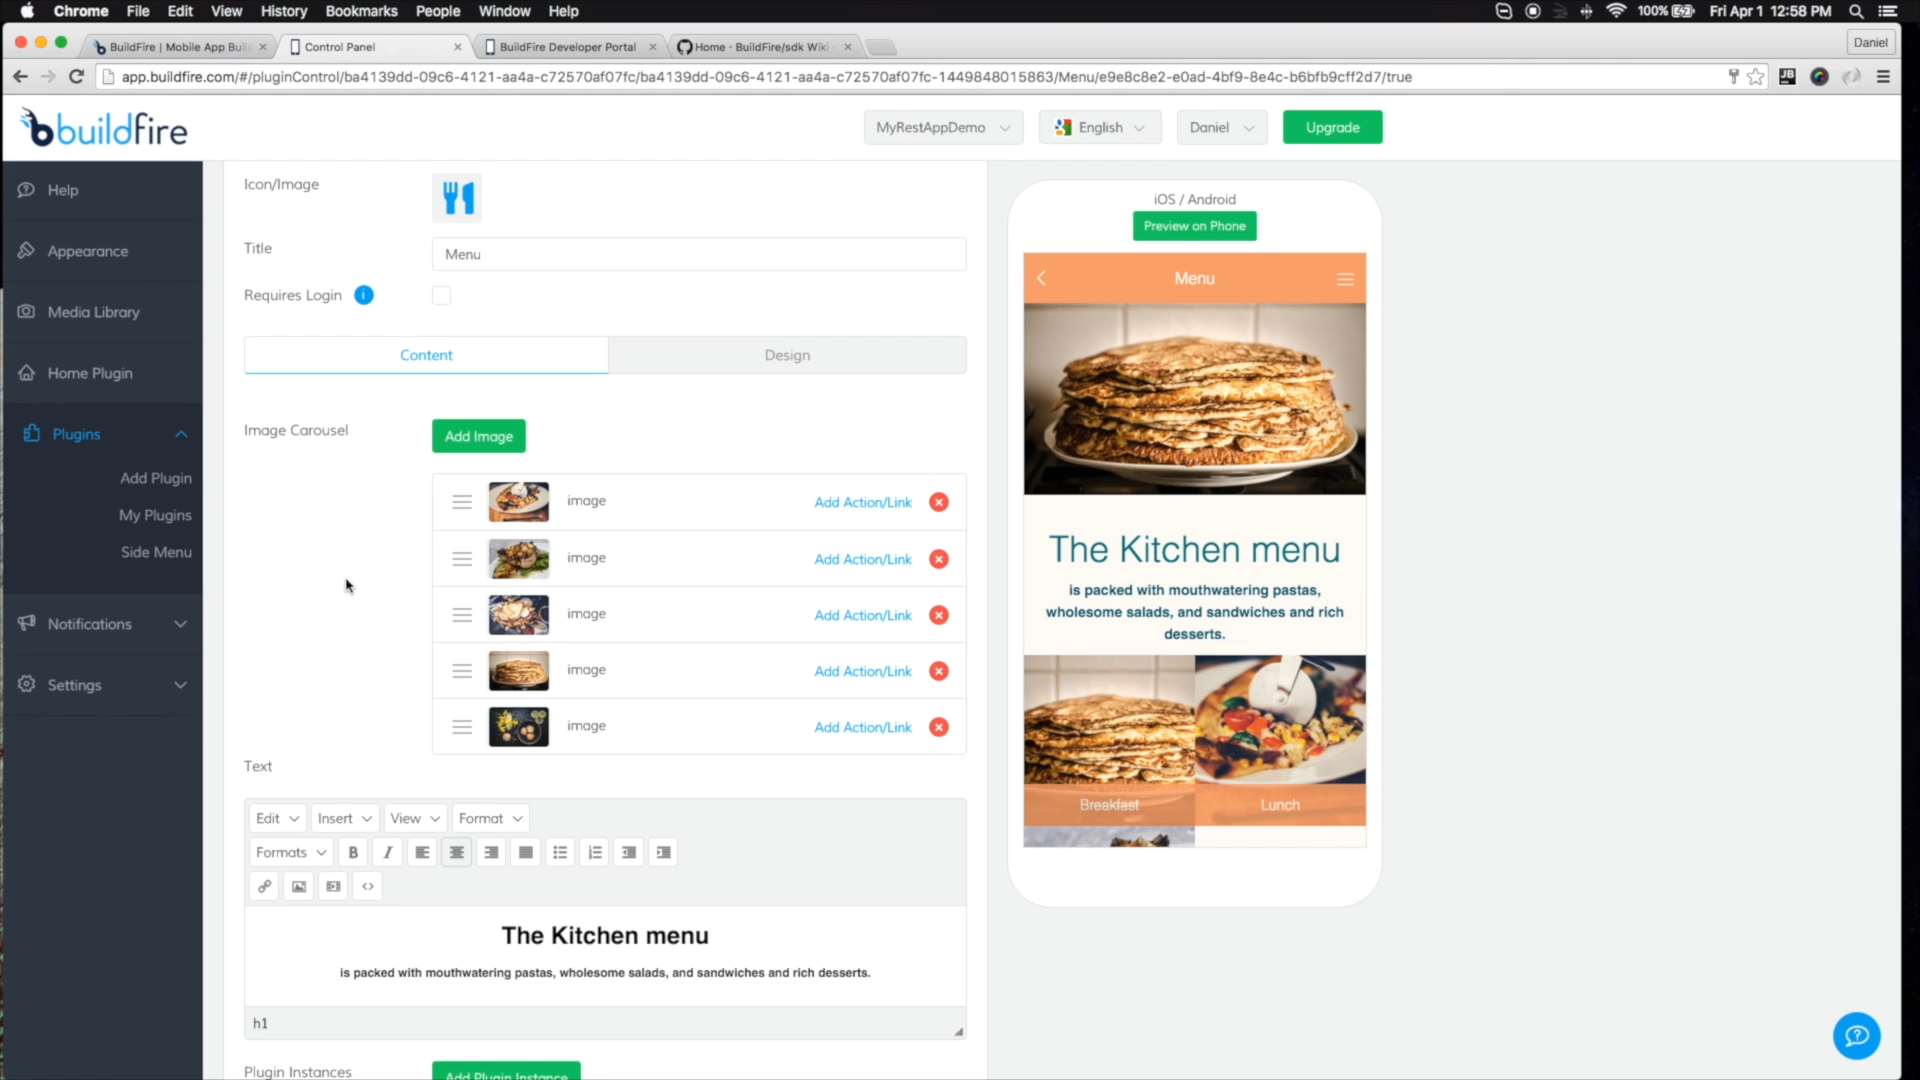 Chrome File Edit View History Bookmarks People Window Help 100% Fri Apr 1 12:58 PM
BuildFire | Mobile App Buil Control Panel BuildFire Developer Portal Home · BuildFire/sdk Wiki Daniel
app.buildfire.com/#/pluginControl/ba4139dd-09c6-4121-aa4a-c72570af07fc/ba4139dd-09c6-4121-aa4a-c72570af07fc-1449848015863/Menu/e9e8c8e2-e0ad-4bf9-8e4c-b6bfb9cff2d7/true JB
buildfire MyRestAppDemo English Daniel Upgrade
Help
Appearance
Media Library
Home Plugin
Plugins
Add Plugin
My Plugins
Side Menu
Notifications
Settings
Icon/Image
Title Menu
Requires Login i
Content Design
Image Carousel Add Image
image Add Action/Link
image Add Action/Link
image Add Action/Link
image Add Action/Link
image Add Action/Link
Text
Edit Insert View Format
Formats B I
The Kitchen menu
is packed with mouthwatering pastas, wholesome salads, and sandwiches and rich desserts.
h1
Plugin Instances Add Plugin Instance
iOS / Android
Preview on Phone
Menu
The Kitchen menu
is packed with mouthwatering pastas,
wholesome salads, and sandwiches and rich
desserts.
Breakfast Lunch